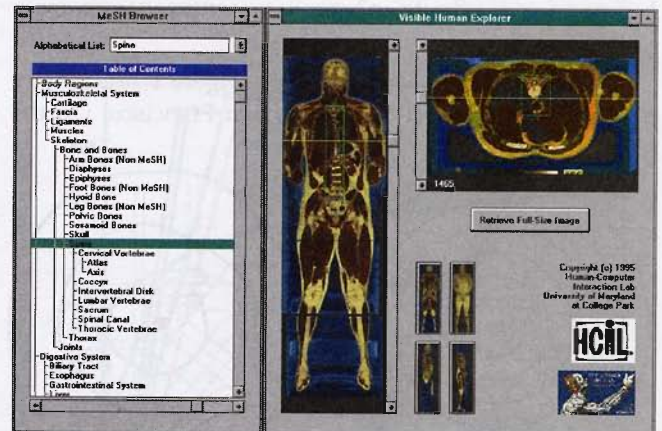 MeSH Browser
Alphabetical List: Spine
Table of Contents
Body Regions
Musculoskeletal System
Cartilage
Fascia
Ligaments
Muscles
Skeleton
Bone and Bones
Arm Bones (Non MeSH)
Diaphyses
Epiphyses
Foot Bones (Non MeSH)
Hyoid Bone
Leg Bones (Non MeSH)
Pelvic Bones
Sesamoid Bones
Skull
Cervical Vertebrae
Atlas
Axis
Coccyx
Intervertebral Disk
Lumbar Vertebrae
Sacrum
Spinal Canal
Thoracic Vertebrae
Thorax
Joints
Digestive System
Biliary Tract
Esophagus
Gastrointestinal System
Liver
Visible Human Explorer
1465
Retrieve Full-Size Image
Copyright (c) 1995
Human-Computer
Interaction Lab
University of Maryland
at College Park
HCIL